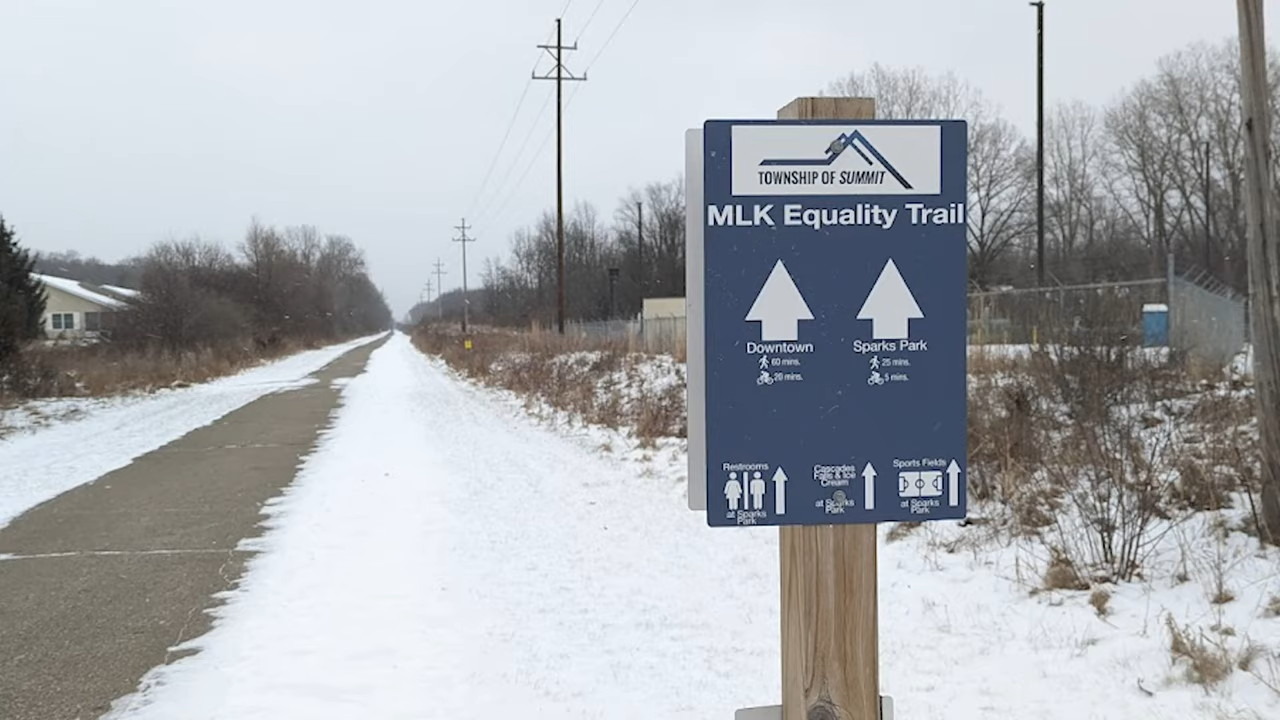 TOWNSHIP OF SUMMIT
MLK Equality Trail
Downtown
60 mins.
20 mins.
Sparks Park
25 mins.
5 mins.
Restrooms
at Sparks
Park
Cascades
Falls & Ice
Cream
at Sparks
Park
Sports Fields
at Sparks
Park